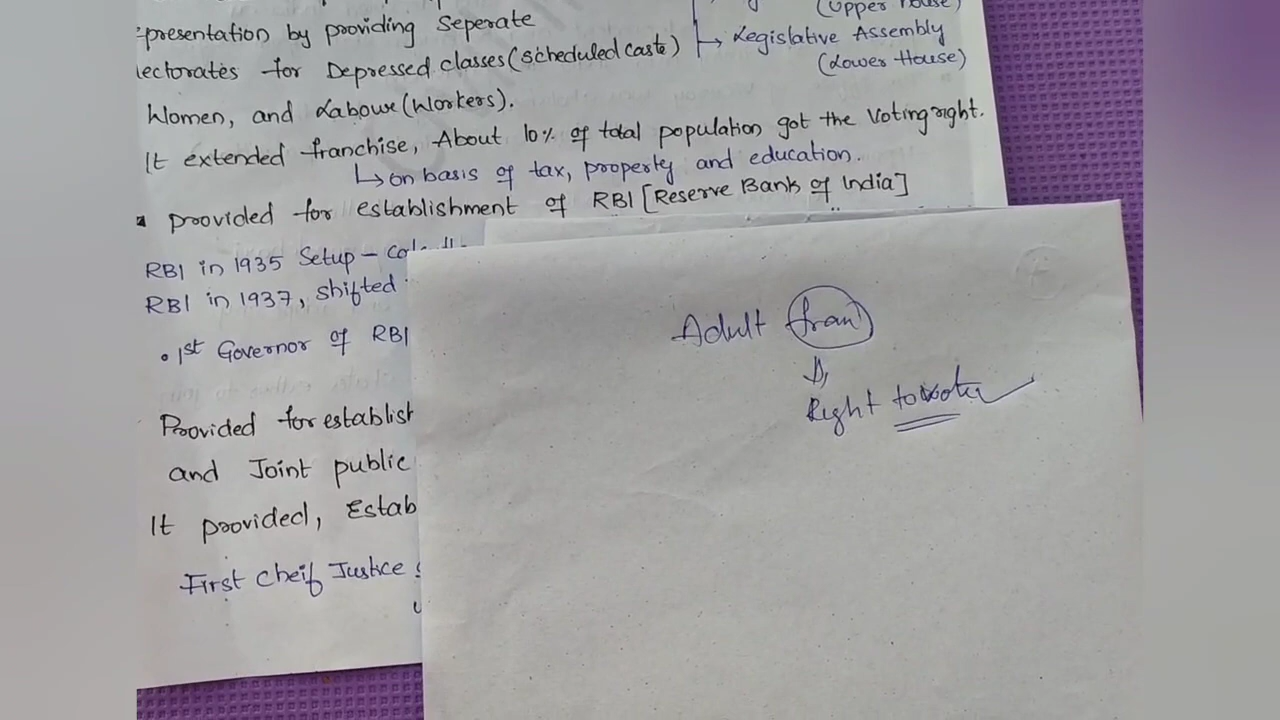 presentation by providing Seperate
lectorates for Depressed classes (Scheduled caste)
Women, and Labour (Workers).
(Upper House)
Legislative Assembly
(Lower House)
It extended franchise, About 10% of total population got the Voting right.
on basis of tax, property and education.
provided for establishment of RBI [Reserve Bank of India]
RBI in 1935 Setup -
RBI in 1937, shifted
1st Governor of RBI
Provided for establish
and Joint public
It provided, Estab
First Cheif Justice
Adult fran
Right to vote